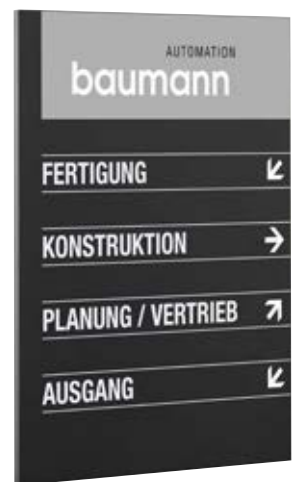 AUTOMATION
baumann
FERTIGUNG ↙
KONSTRUKTION →
PLANUNG / VERTRIEB ↗
AUSGANG ↙